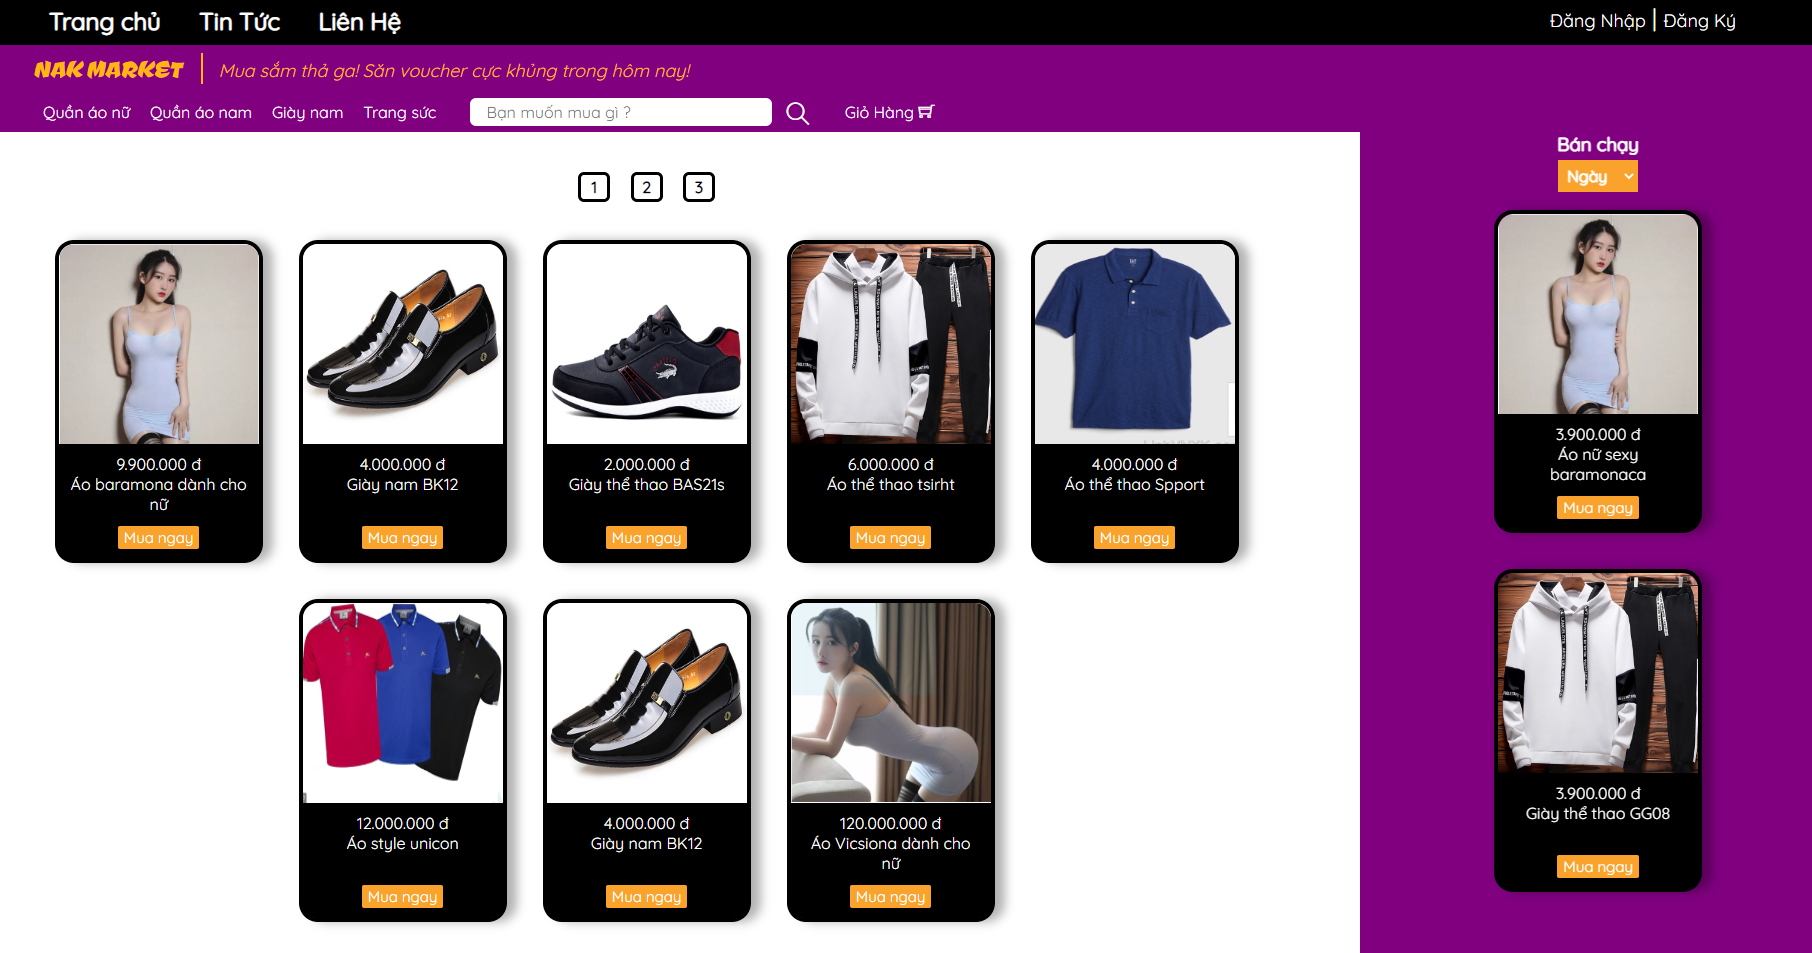 Trang chủ Tin Tức Liên Hệ Đăng Nhập | Đăng Ký
NAK MARKET Mua sắm thả ga! Săn voucher cực khủng trong hôm nay!
Quần áo nữ Quần áo nam Giày nam Trang sức Bạn muốn mua gì ? Giỏ Hàng
1 2 3
9.900.000 đ
Áo baramona dành cho
nữ
Mua ngay
4.000.000 đ
Giày nam BK12
Mua ngay
2.000.000 đ
Giày thể thao BAS21s
Mua ngay
6.000.000 đ
Áo thể thao tsirht
Mua ngay
4.000.000 đ
Áo thể thao Spport
Mua ngay
12.000.000 đ
Áo style unicon
Mua ngay
4.000.000 đ
Giày nam BK12
Mua ngay
120.000.000 đ
Áo Vicsiona dành cho
nữ
Mua ngay
Bán chạy
Ngày
3.900.000 đ
Áo nữ sexy
baramonaca
Mua ngay
3.900.000 đ
Giày thể thao GG08
Mua ngay